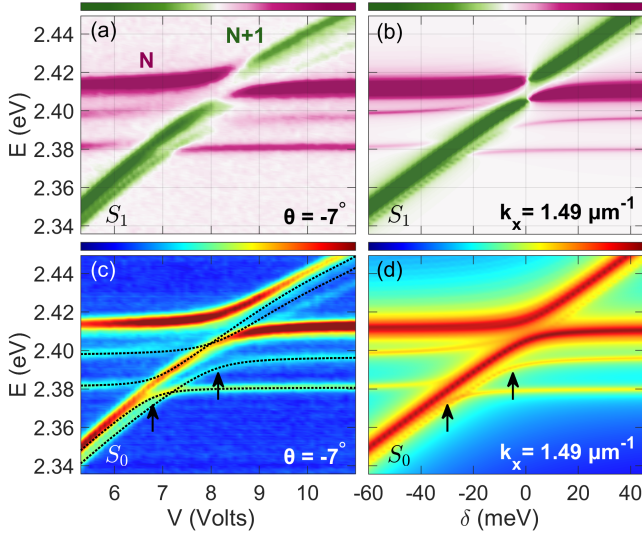 (a)
N
N+1
2.44
2.42
2.40
2.38
2.36
2.34
E (eV)
S₁
θ = -7°
(b)
S₁
kₓ = 1.49 µm⁻¹
(c)
2.44
2.42
2.40
2.38
2.36
2.34
E (eV)
S₀
θ = -7°
6
7
8
9
10
V (Volts)
(d)
S₀
kₓ = 1.49 µm⁻¹
-60
-40
-20
0
20
40
δ (meV)